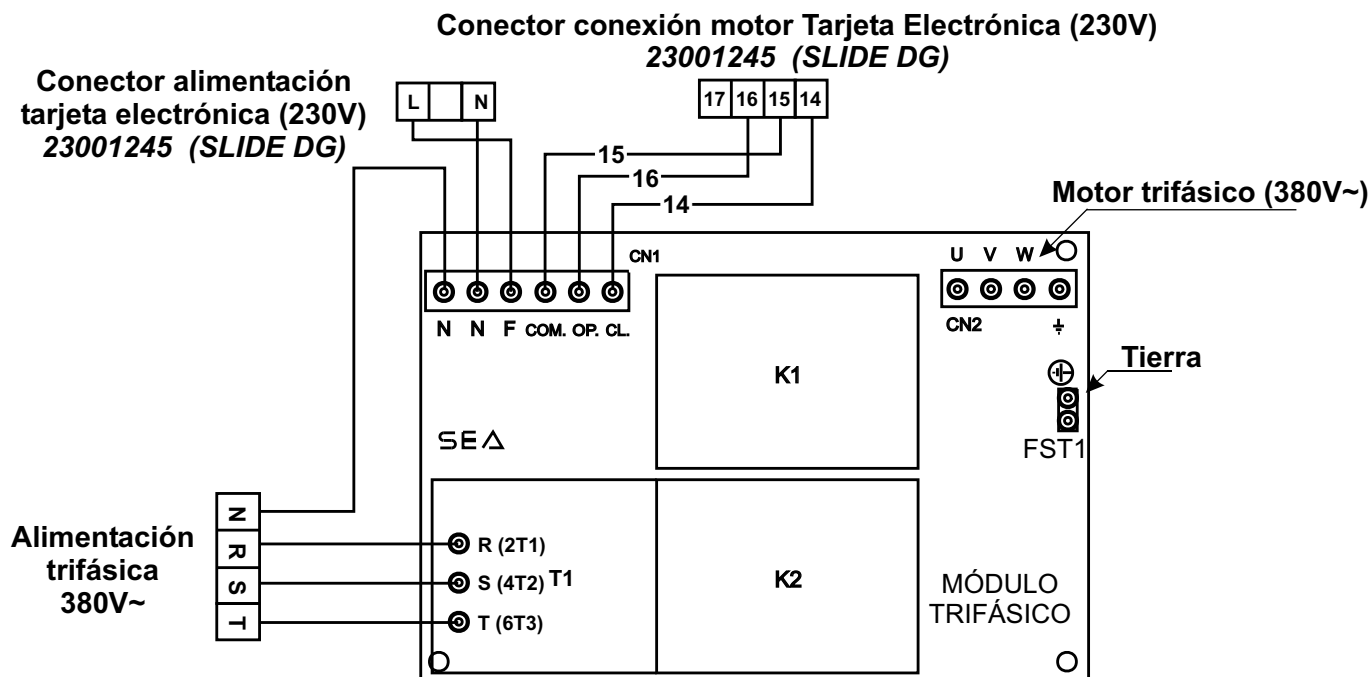 Conector conexión motor Tarjeta Electrónica (230V)
23001245 (SLIDE DG)
Conector alimentación
tarjeta electrónica (230V)
23001245 (SLIDE DG)
L N
17 16 15 14
15
16
14
Motor trifásico (380V~)
CN1
U V W
N N F COM. OP. CL.
CN2
K1
Tierra
SEA
FST1
Alimentación
trifásica
380V~
N
R
S
T
R (2T1)
S (4T2) T1
T (6T3)
K2
MÓDULO
TRIFÁSICO